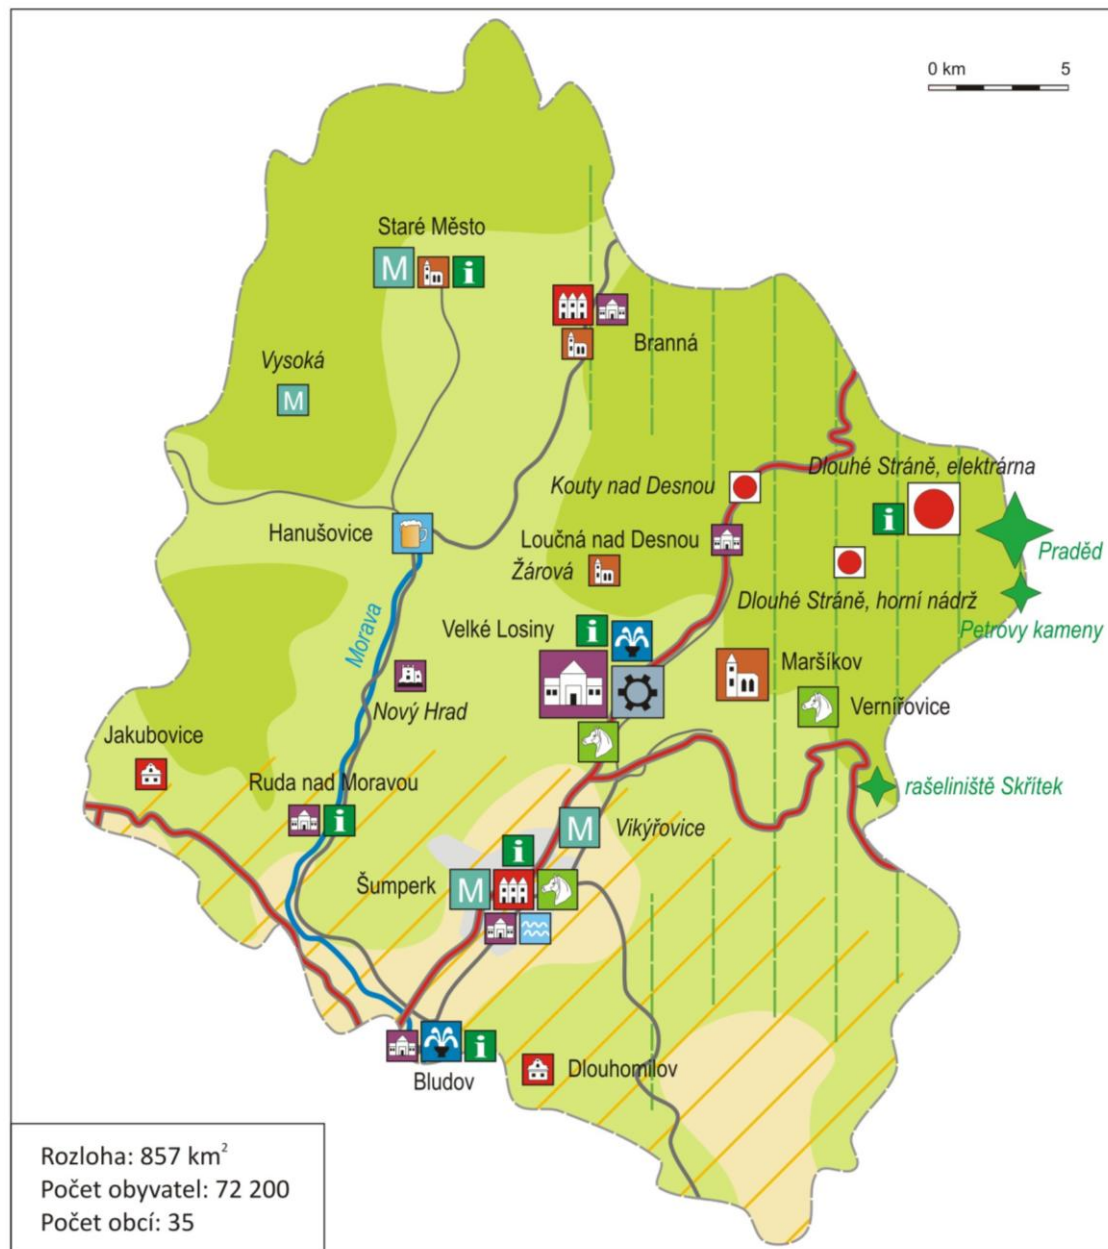 0 km 5
Staré Město
M
i
Branná
Vysoká
M
Dlouhé Stráně, elektrárna
Kouty nad Desnou
i
Hanušovice
Loučná nad Desnou
Praděd
Žárová
Dlouhé Stráně, horní nádrž
Petrovy kameny
Morava
Velké Losiny
i
Maršíkov
Nový Hrad
Vernířovice
Jakubovice
Ruda nad Moravou
i
rašeliniště Skřítek
M
Vikýřovice
i
Šumperk
M
i
Bludov
Dlouhomilov
Rozloha: 857 km²
Počet obyvatel: 72 200
Počet obcí: 35